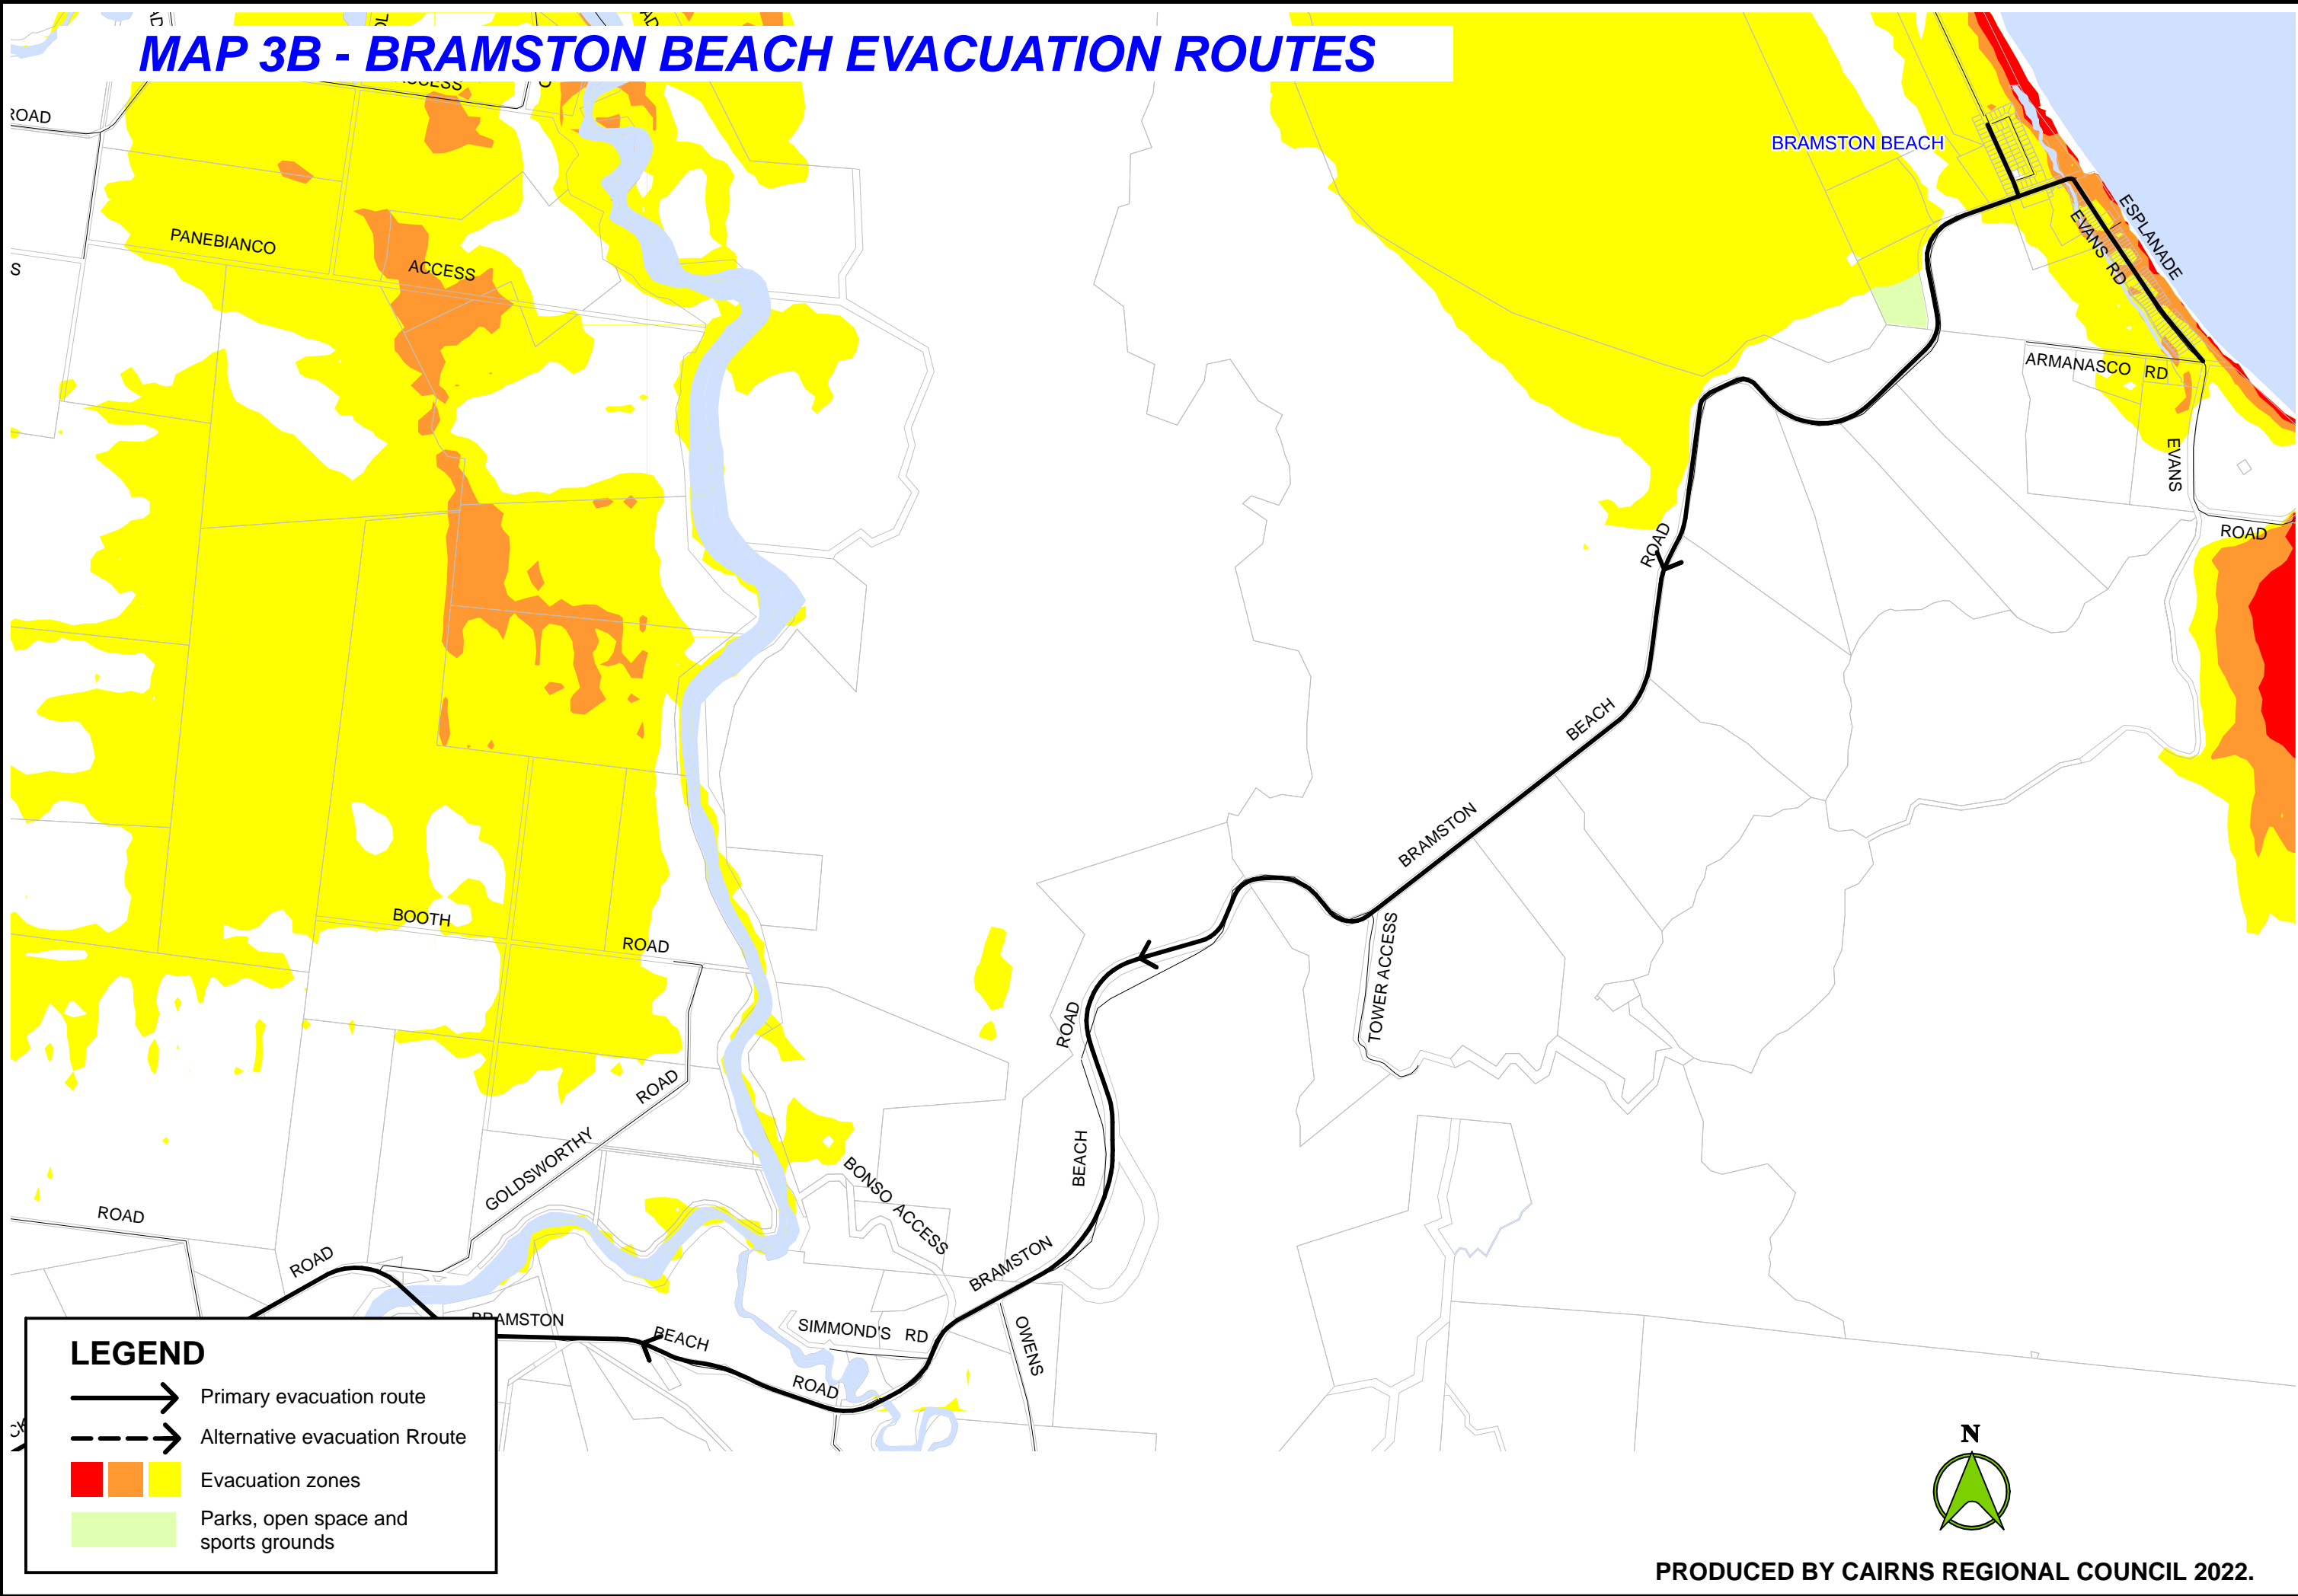 MAP 3B - BRAMSTON BEACH EVACUATION ROUTES
ROAD
ACCESS
BRAMSTON BEACH
PANEBIANCO
ACCESS
ESPLANADE
EVANS RD
ARMANASCO RD
EVANS
ROAD
ROAD
BEACH
BRAMSTON
TOWER ACCESS
ROAD
BEACH
BRAMSTON
BOOTH
ROAD
ROAD
GOLDSWORTHY
BONSO ACCESS
ROAD
ROAD
BRAMSTON
BEACH
ROAD
SIMMOND'S RD
OWENS
LEGEND
Primary evacuation route
Alternative evacuation Rroute
Evacuation zones
Parks, open space and
sports grounds
N
PRODUCED BY CAIRNS REGIONAL COUNCIL 2022.